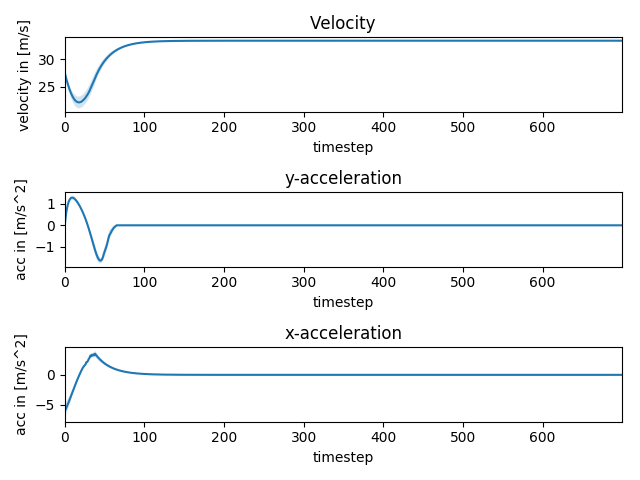 Velocity
velocity in [m/s]
30
25
0 100 200 300 400 500 600
timestep
y-acceleration
acc in [m/s^2]
1
0
−1
0 100 200 300 400 500 600
timestep
x-acceleration
acc in [m/s^2]
0
−5
0 100 200 300 400 500 600
timestep